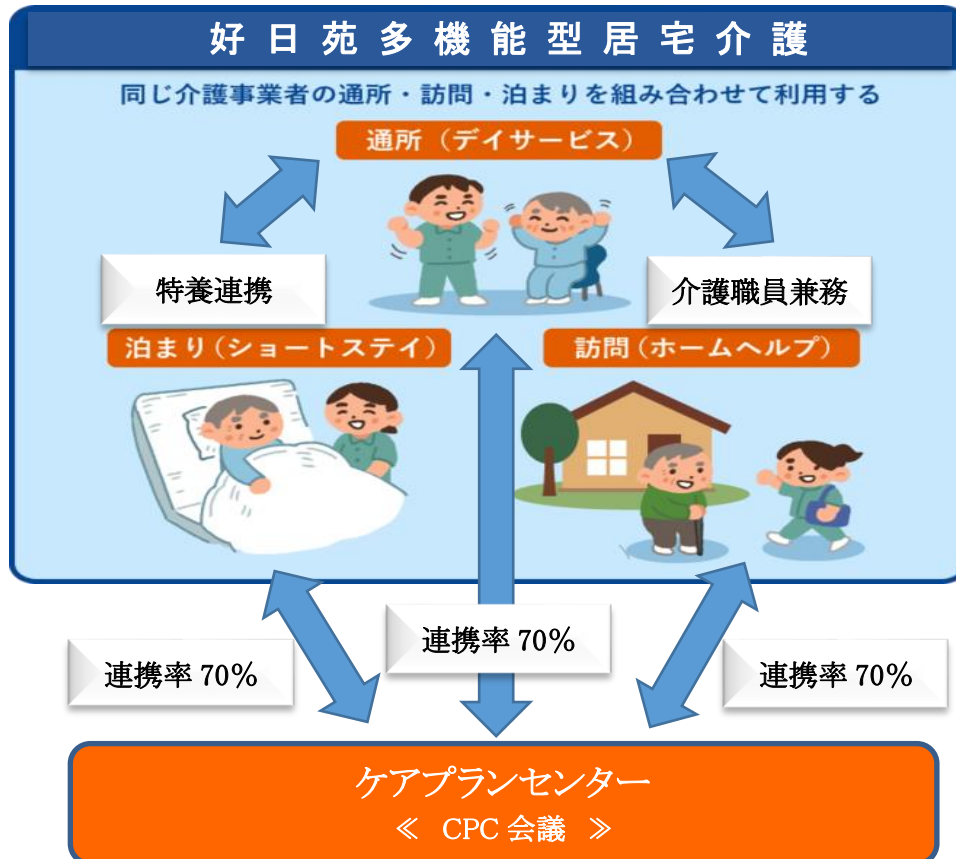 好日苑多機能型居宅介護
同じ介護事業者の通所・訪問・泊まりを組み合わせて利用する
通所（デイサービス）
特養連携
介護職員兼務
泊まり（ショートステイ）
訪問（ホームヘルプ）
連携率 70%
連携率 70%
連携率 70%
ケアプランセンター
≪ CPC 会議 ≫